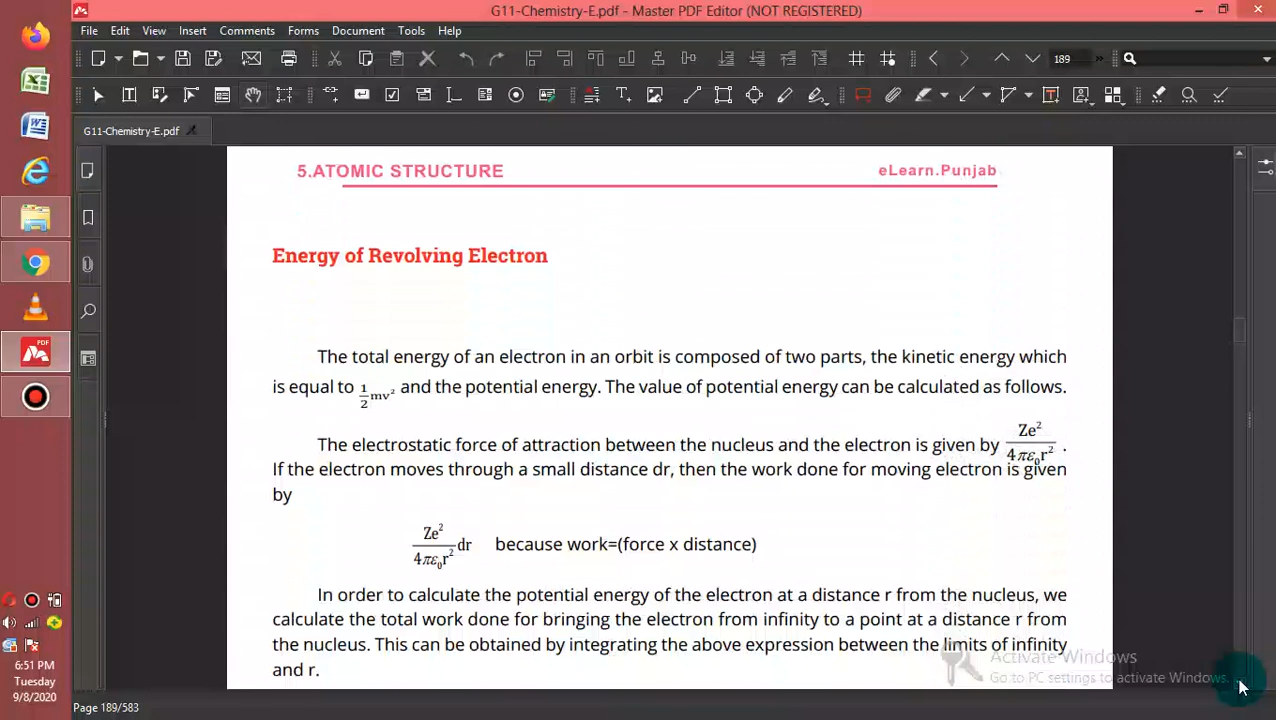 G11-Chemistry-E.pdf - Master PDF Editor (NOT REGISTERED)
File Edit View Insert Comments Forms Document Tools Help
189
G11-Chemistry-E.pdf
5.ATOMIC STRUCTURE eLearn.Punjab
Energy of Revolving Electron
The total energy of an electron in an orbit is composed of two parts, the kinetic energy which
is equal to 1/2 mv² and the potential energy. The value of potential energy can be calculated as follows.
The electrostatic force of attraction between the nucleus and the electron is given by Ze²/4πε₀r² .
If the electron moves through a small distance dr, then the work done for moving electron is given
by
Ze²/4πε₀r² dr because work=(force x distance)
In order to calculate the potential energy of the electron at a distance r from the nucleus, we
calculate the total work done for bringing the electron from infinity to a point at a distance r from
the nucleus. This can be obtained by integrating the above expression between the limits of infinity
and r.
Activate Windows
Go to PC settings to activate Windows.
6:51 PM
Tuesday
9/8/2020
Page 189/583